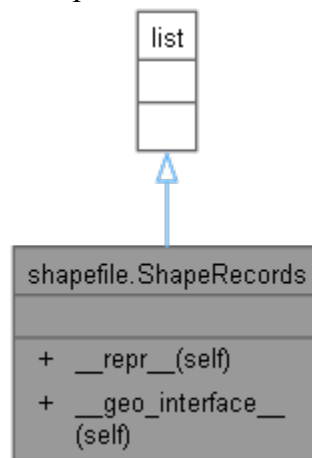 list
shapefile.ShapeRecords
+ __repr__(self)
+ __geo_interface__
(self)